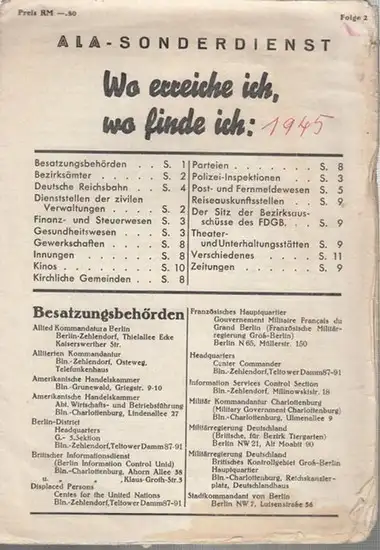 Preis RM —.50
Folge 2
ALA-SONDERDIENST
Wo erreiche ich,
wo finde ich:
1945
Besatzungsbehörden . . S. 1
Bezirksämter . . . . S. 2
Deutsche Reichsbahn . . S. 4
Dienststellen der zivilen
Verwaltungen . . . . S. 2
Finanz- und Steuerwesen . S. 3
Gesundheitswesen . . . S. 3
Gewerkschaften . . . . S. 8
Innungen . . . . . S. 8
Kinos . . . . . . S. 10
Kirchliche Gemeinden . . S. 8
Parteien . . . . . S. 8
Polizei-Inspektionen . . S. 3
Post- und Fernmeldewesen . S. 5
Reiseauskunftsstellen . . S. 9
Der Sitz der Bezirksaus-
schüsse des FDGB. . . S. 9
Theater-
und Unterhaltungsstätten . S. 9
Verschiedenes . . . . S. 11
Zeitungen . . . . . S. 9
Besatzungsbehörden
Allied Kommandatura Berlin
Berlin-Zehlendorf, Thielallee Ecke
Kaiserswerther Str.
Alliierten Kommandantur
Bln.-Zehlendorf, Osteweg,
Telefunkenhaus
Amerikanische Handelskammer
Bln.-Grunewald, Griegstr. 9-10
Amerikanische Handelskammer
Abt. Wirtschafts- und Betriebsführung
Bln.-Charlottenburg, Lindenallee 27
Berlin-District
Headquarters
G.- 5,Sektion
Bln.-Zehlendorf, Teltower Damm 87-91
Britischer Informationsdienst
(Berlin Information Control Unid)
Bln.-Charlottenburg, Ahorn Allee 38
u. „ „ , Klaus-Groth-Str.3
Displaced Persons
Centes for the United Nations
Bln.-Zehlendorf, Teltower Damm 87-91
Französisches Hauptquartier
Gouvernement Militaire Francais du
Grand Berlin (Französische Militär-
regierung Groß-Berlin)
Berlin N 65, Müllerstr. 150
Headquarters
Cunter Commander
Bln.-Zehlendorf, Teltower Damm 87-91
Information Services Control Section
Bln.-Zehlendorf, Milinowskistr. 18
Militär Kommandatur Charlottenburg
(Military Government Charlottenburg)
Bln.-Charlottenburg, Ulmenallee 9
Militärregierung Deutschland
(Britische, für Bezirk Tiergarten)
Berlin NW 21, Alt Moabit 90
Militärregierung Deutschland
Britisches Kontrollgebiet Groß-Berlin
Hauptquartier
Bln.-Charlottenburg, Reichskanzler-
platz, Deutschlandhaus
Stadtkommandant von Berlin
Berlin NW 7, Luisenstraße 56